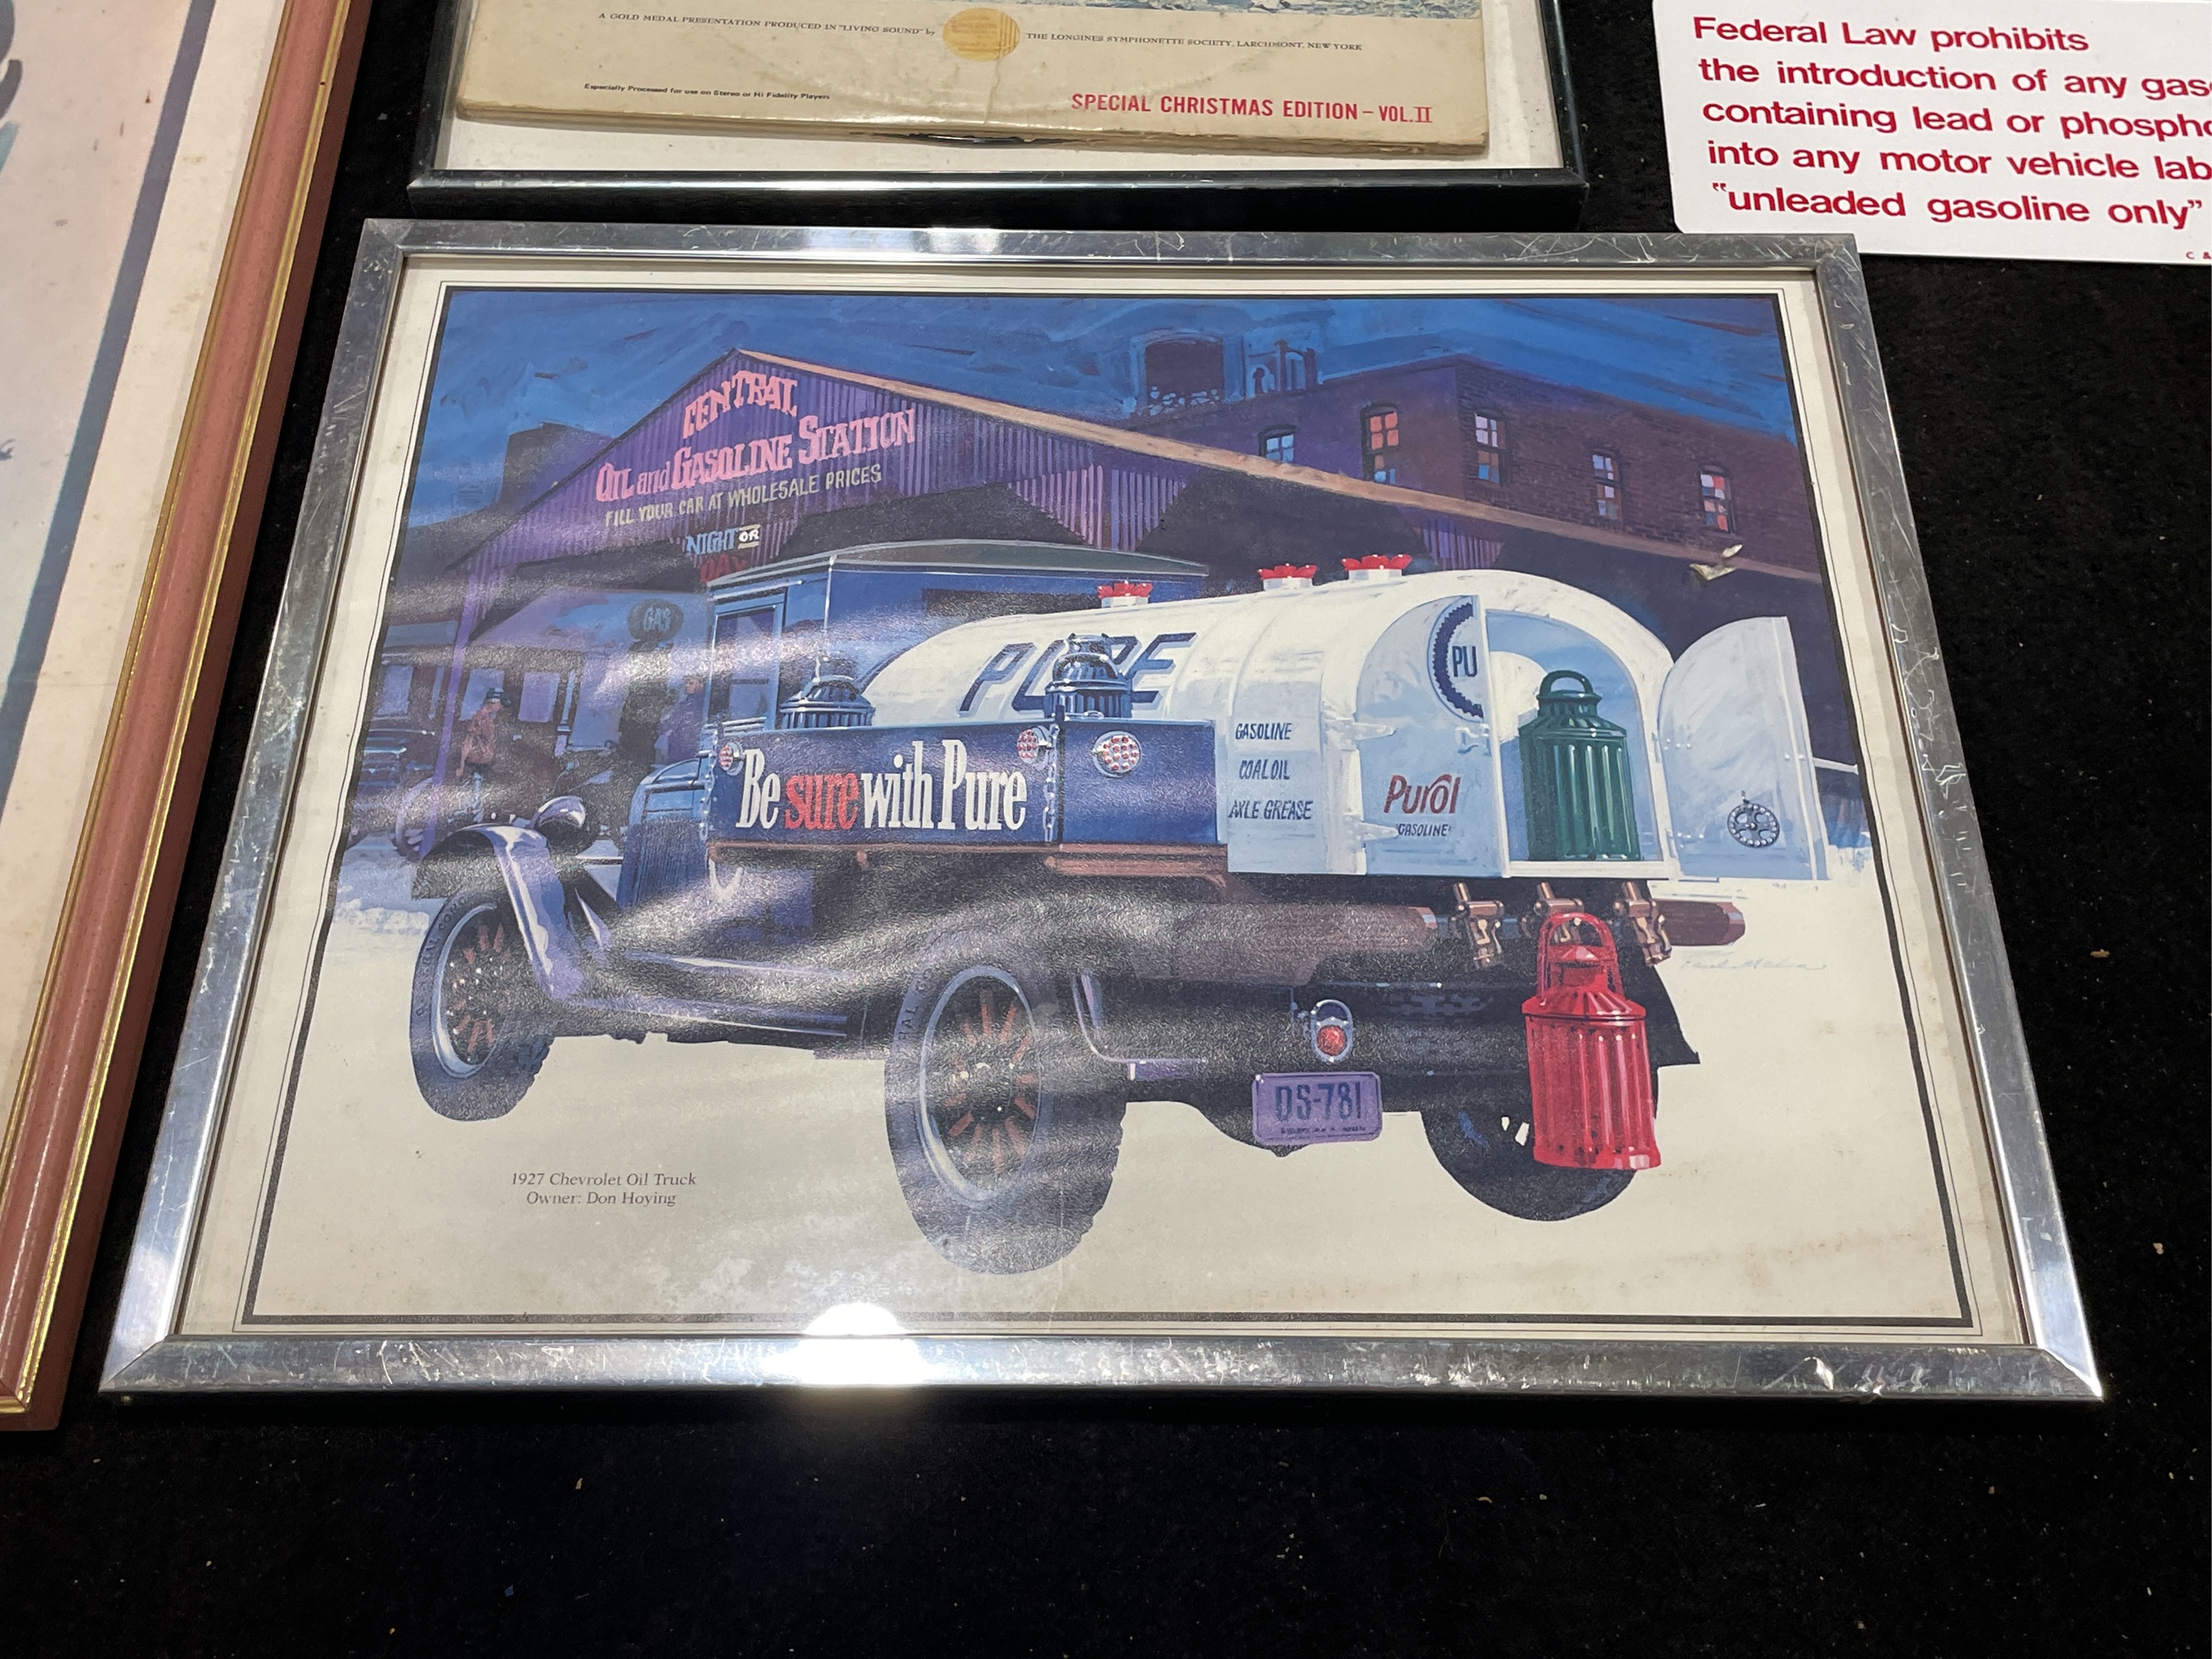 A GOLD MEDAL PRESENTATION PRODUCED IN "LIVING SOUND" by THE LONGINES SYMPHONETTE SOCIETY, LARCHMONT, NEW YORK
Especially Processed for use on Stereo or Hi Fidelity Players
SPECIAL CHRISTMAS EDITION – VOL. II
Federal Law prohibits
the introduction of any
containing lead or
into any motor vehicle
"unleaded gasoline only"
C &
CENTRAL
OIL and GASOLINE STATION
FILL YOUR CAR AT WHOLESALE PRICES
NIGHT OR
DAY
GAS
PURE
PU
Be sure with Pure
GASOLINE
COAL OIL
AXLE GREASE
Purol
GASOLINE
GENERAL
DS-781
1927 Chevrolet Oil Truck
Owner: Don Hoying